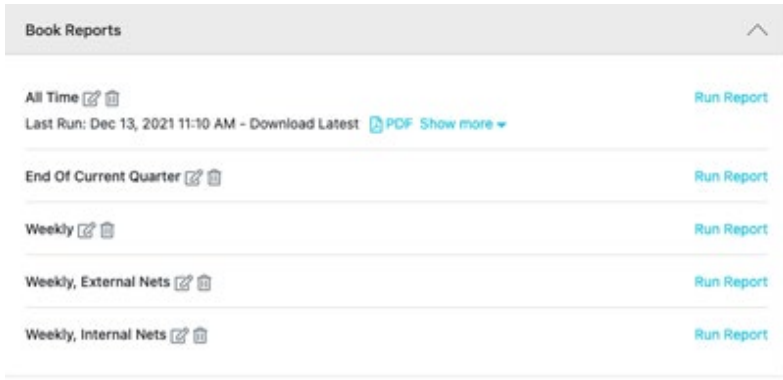 Book Reports
All Time Run Report
Last Run: Dec 13, 2021 11:10 AM - Download Latest PDF Show more
End Of Current Quarter Run Report
Weekly Run Report
Weekly, External Nets Run Report
Weekly, Internal Nets Run Report